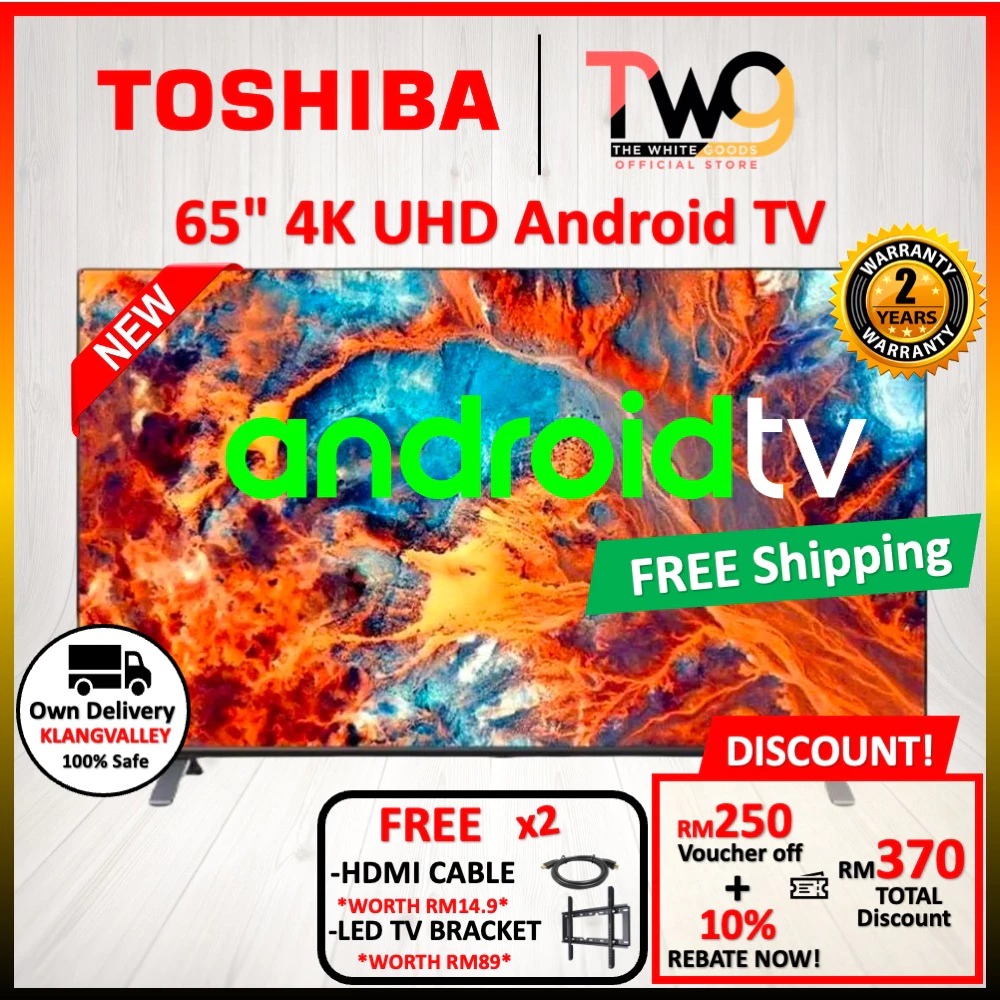 TOSHIBA
TWG
THE WHITE GOODS
OFFICIAL STORE
65" 4K UHD Android TV
NEW
WARRANTY
2
YEARS
WARRANTY
androidtv
FREE Shipping
Own Delivery
KLANGVALLEY
100% Safe
FREE x2
-HDMI CABLE
*WORTH RM14.9*
-LED TV BRACKET
*WORTH RM89*
DISCOUNT!
RM250
Voucher off
+
10%
REBATE NOW!
RM370
TOTAL
Discount